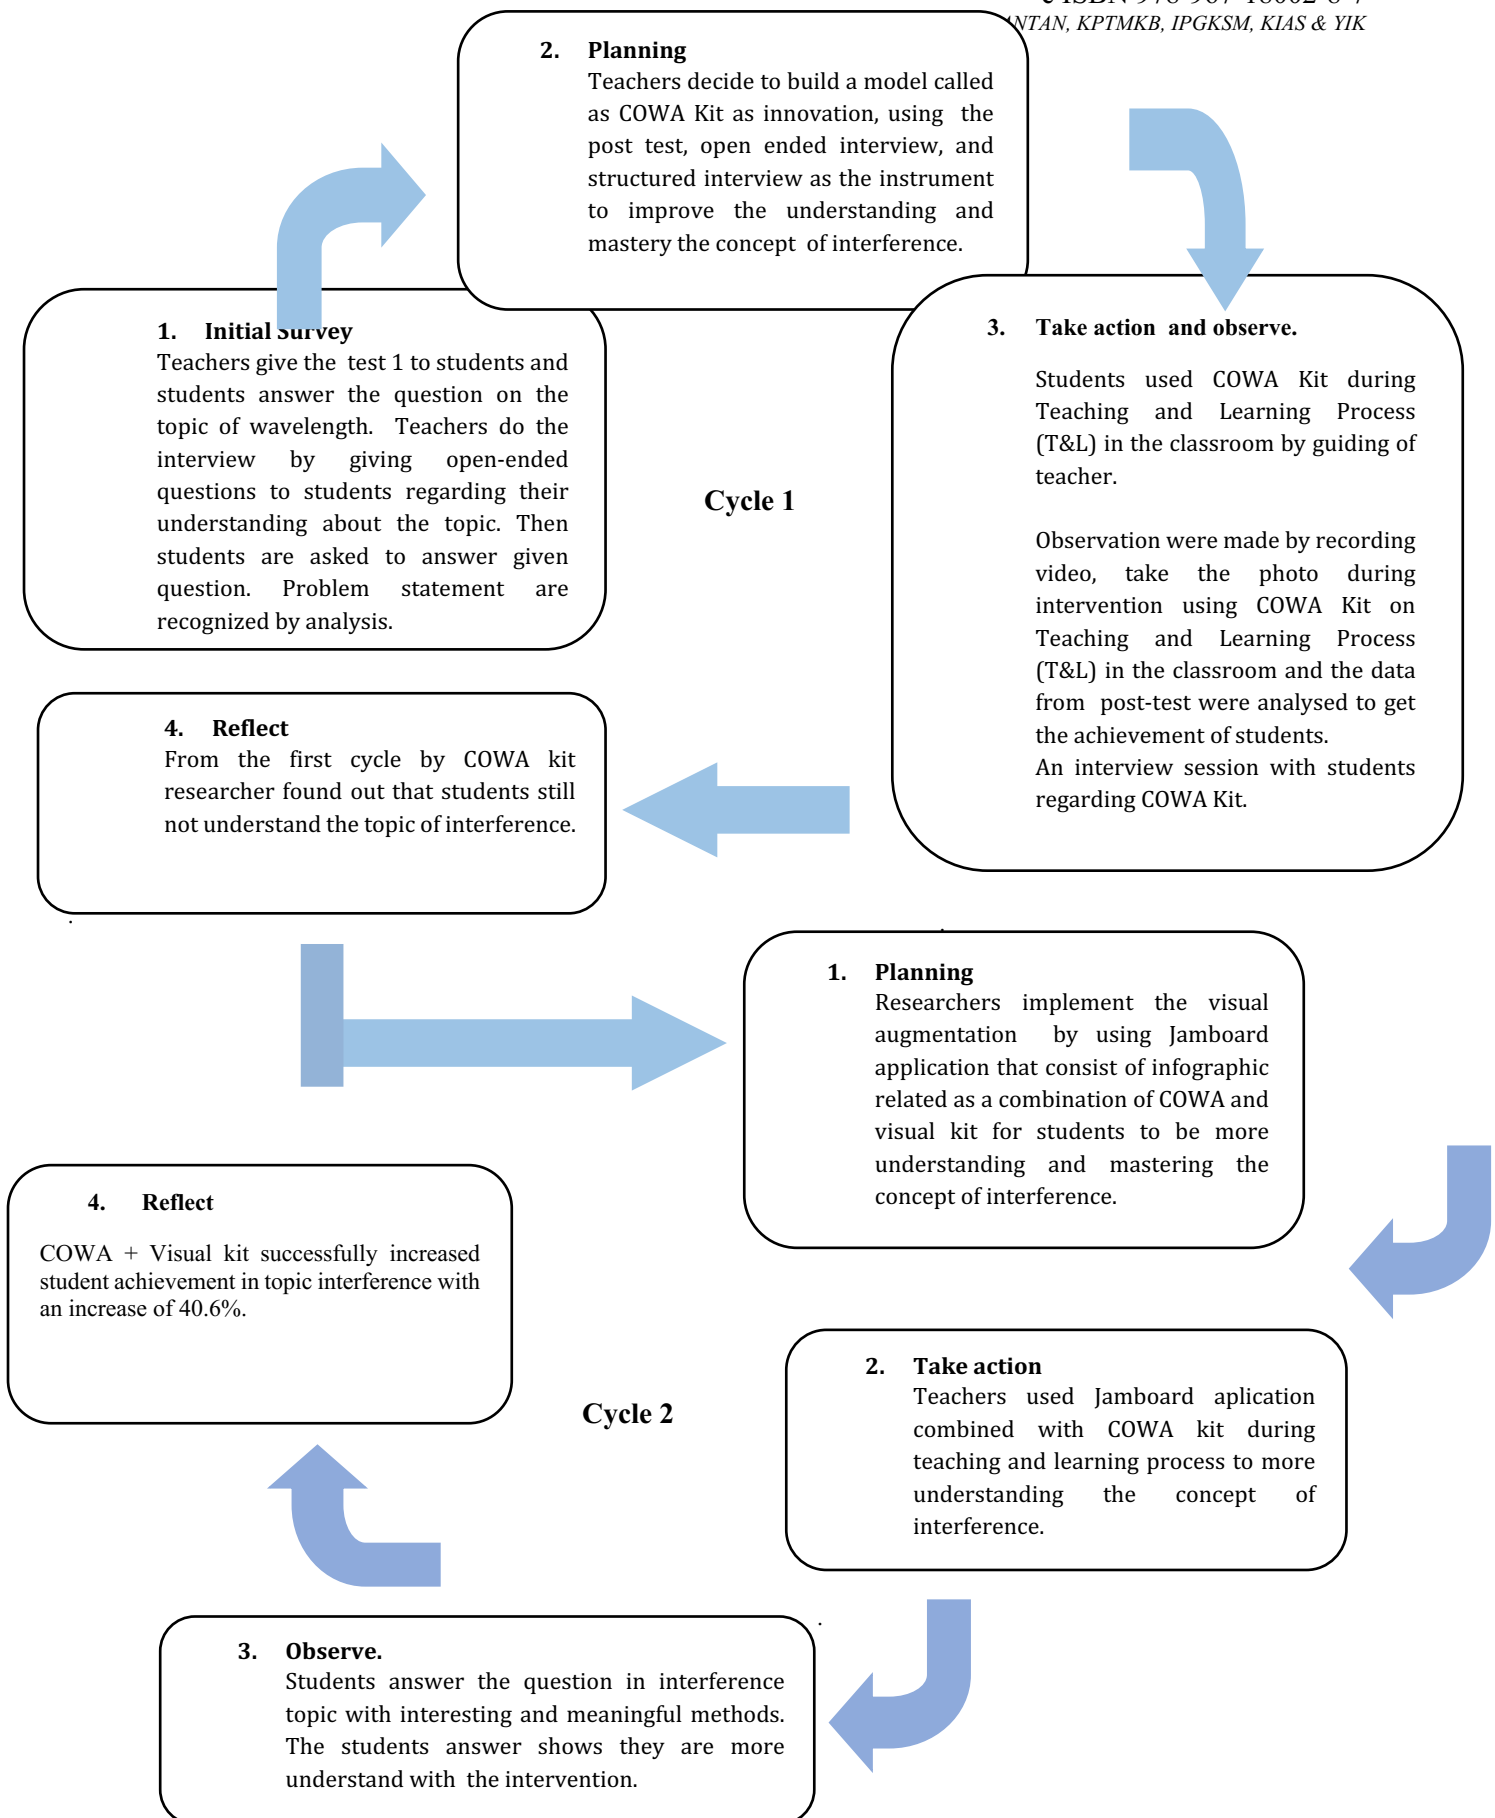 NTAN, KPTMKB, IPGKSM, KIAS & YIK
2. Planning
Teachers decide to build a model called
as COWA Kit as innovation, using the
post test, open ended interview, and
structured interview as the instrument
to improve the understanding and
mastery the concept of interference.
1. Initial Survey
Teachers give the test 1 to students and
students answer the question on the
topic of wavelength. Teachers do the
interview by giving open-ended
questions to students regarding their
understanding about the topic. Then
students are asked to answer given
question. Problem statement are
recognized by analysis.
3. Take action and observe.
Students used COWA Kit during
Teaching and Learning Process
(T&L) in the classroom by guiding of
teacher.
Observation were made by recording
video, take the photo during
intervention using COWA Kit on
Teaching and Learning Process
(T&L) in the classroom and the data
from post-test were analysed to get
the achievement of students.
An interview session with students
regarding COWA Kit.
Cycle 1
4. Reflect
From the first cycle by COWA kit
researcher found out that students still
not understand the topic of interference.
.
.
1. Planning
Researchers implement the visual
augmentation by using Jamboard
application that consist of infographic
related as a combination of COWA and
visual kit for students to be more
understanding and mastering the
concept of interference.
4. Reflect
COWA + Visual kit successfully increased
student achievement in topic interference with
an increase of 40.6%.
Cycle 2
2. Take action
Teachers used Jamboard aplication
combined with COWA kit during
teaching and learning process to more
understanding the concept of
interference.
.
3. Observe.
Students answer the question in interference
topic with interesting and meaningful methods.
The students answer shows they are more
understand with the intervention.